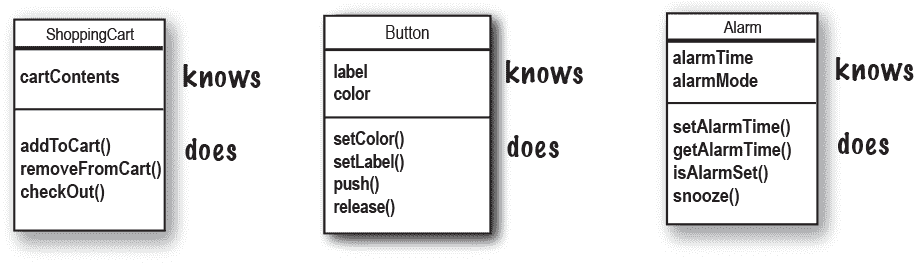 ShoppingCart
cartContents
knows
addToCart()
removeFromCart()
checkOut()
does
Button
label
color
knows
setColor()
setLabel()
push()
release()
does
Alarm
alarmTime
alarmMode
knows
setAlarmTime()
getAlarmTime()
isAlarmSet()
snooze()
does